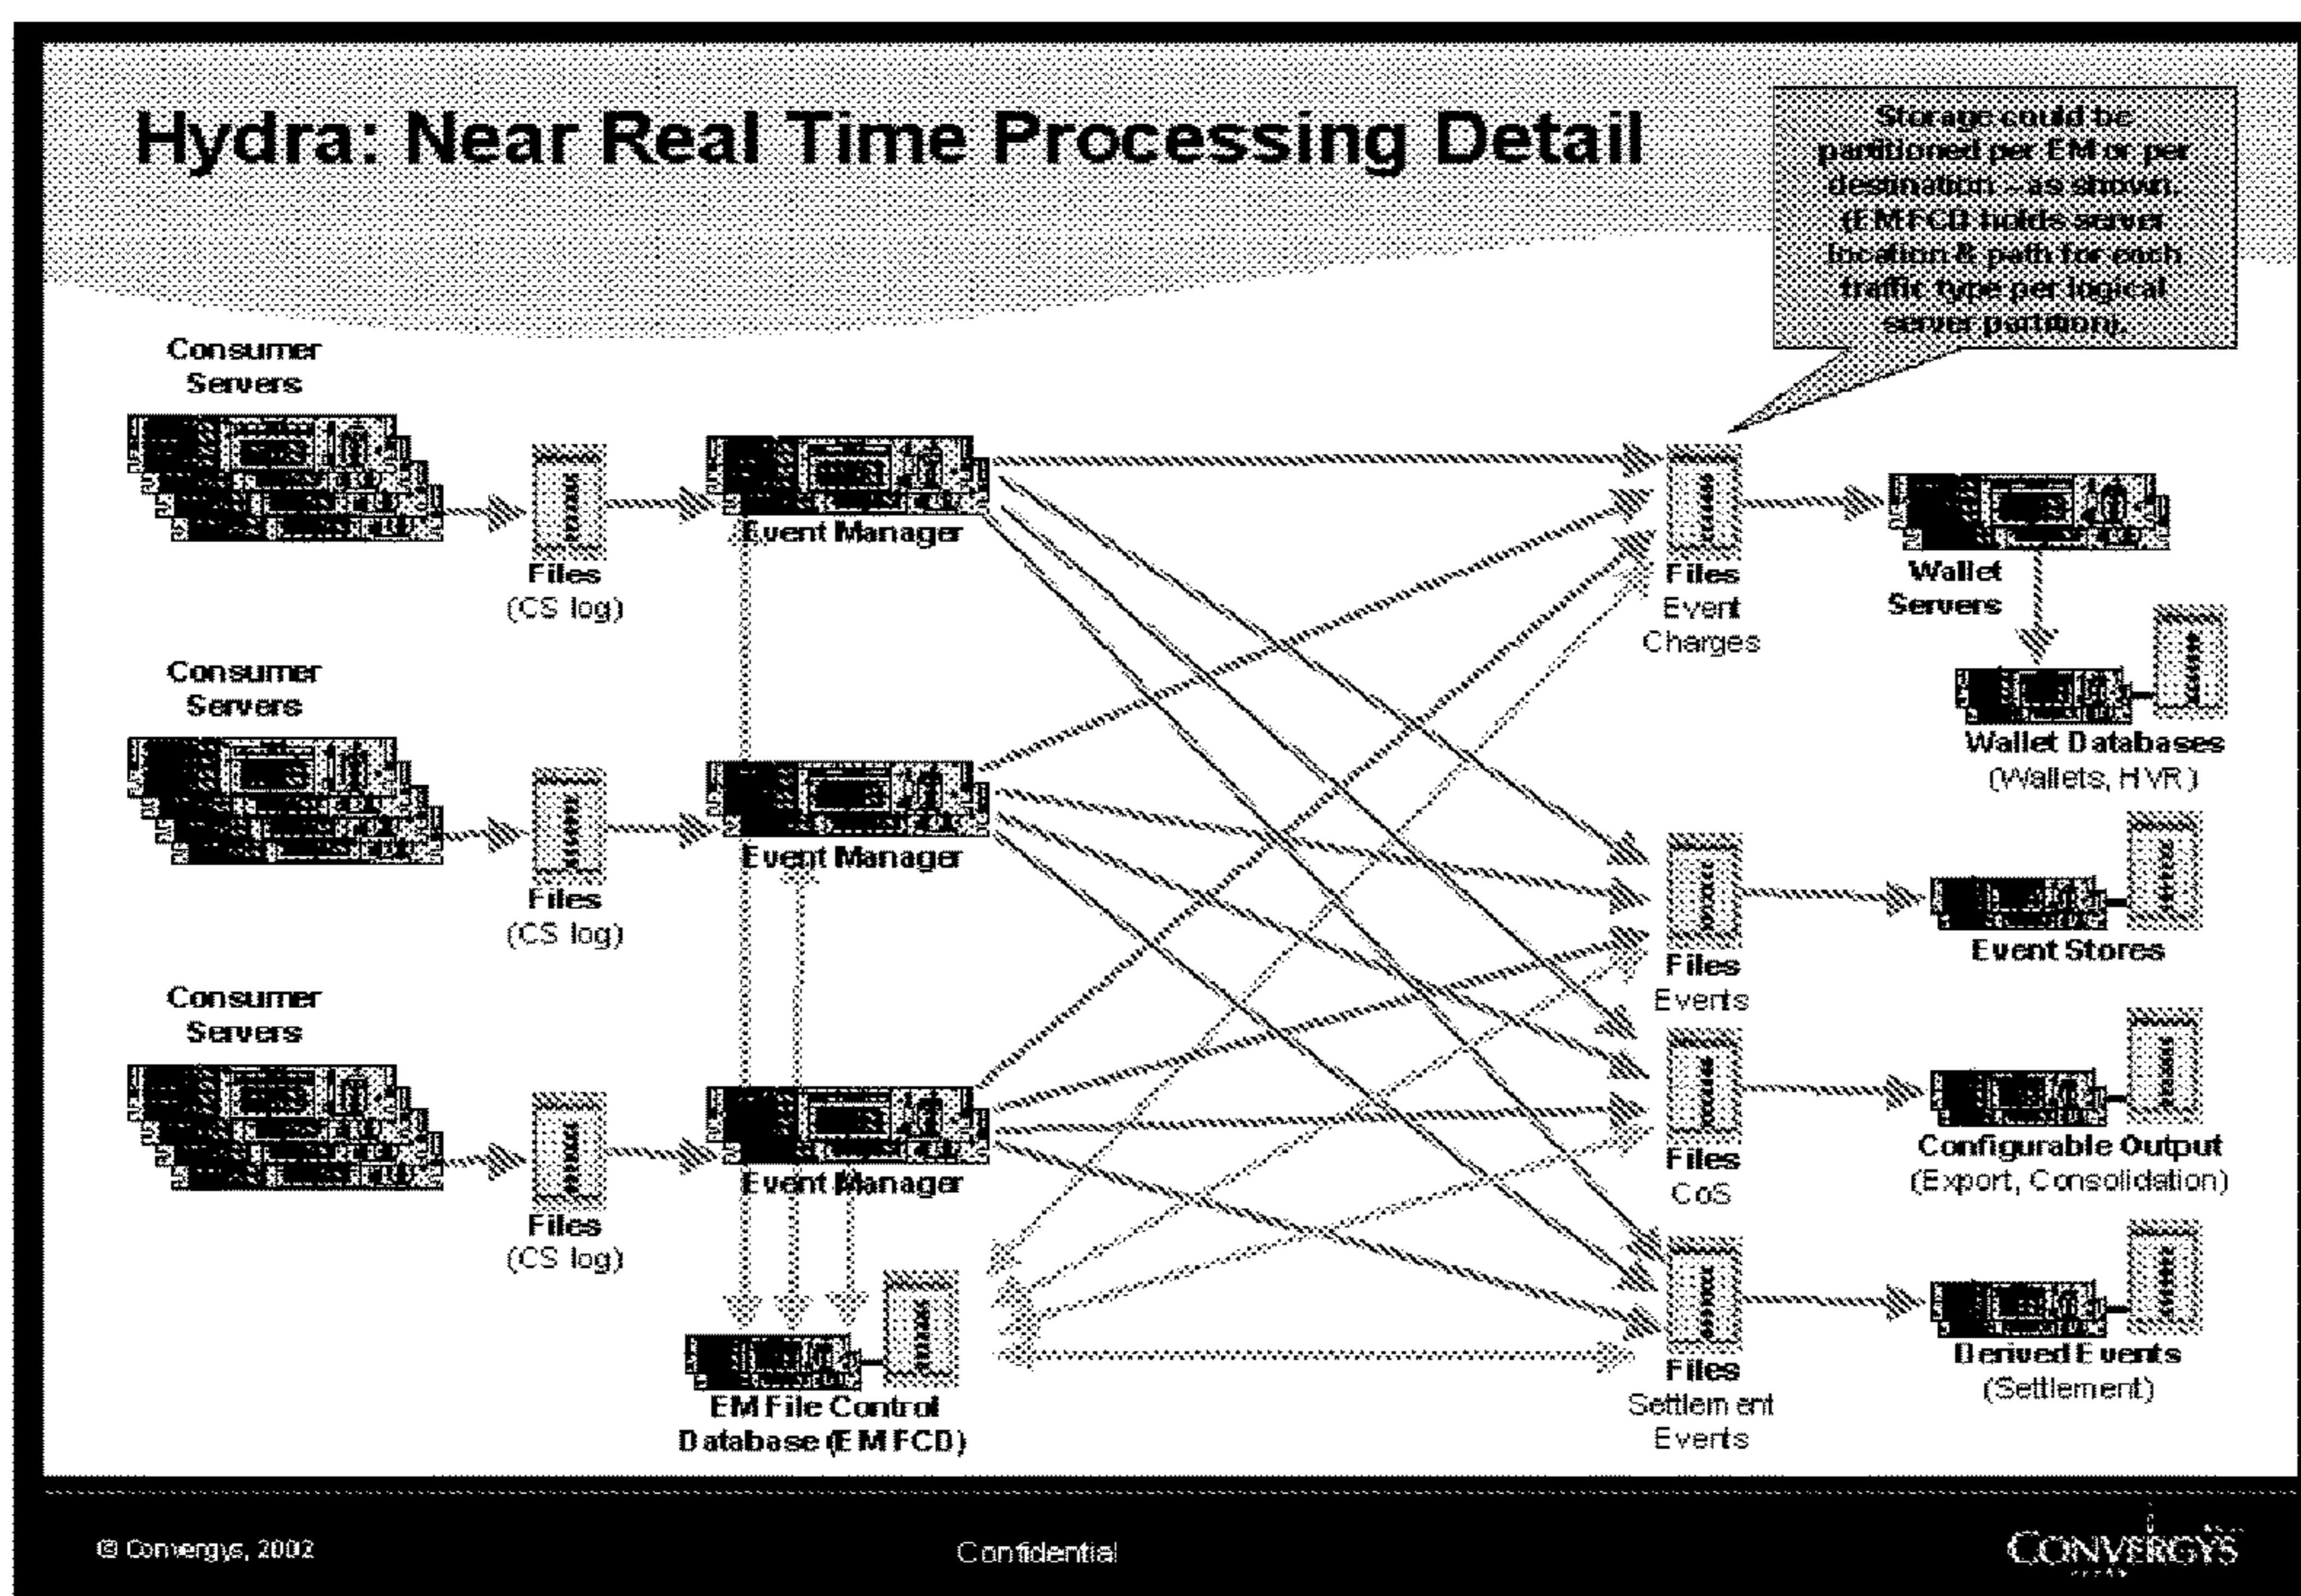 Hydra: Near Real Time Processing Detail
Storage could be
partitioned per EM or per
destination – as shown.
(EMFCD holds server
location & path for each
traffic type per logical
server partition).
Consumer
Servers
Files
(CS log)
Event Manager
Files
Event
Charges
Wallet
Servers
Wallet Databases
(Wallets, HVR)
Consumer
Servers
Files
(CS log)
Event Manager
Files
Events
Event Stores
Consumer
Servers
Files
(CS log)
Event Manager
Files
CoS
Configurable Output
(Export, Consolidation)
EM File Control
Database (EMFCD)
Files
Settlement
Events
Derived Events
(Settlement)
© Convergys, 2002
Confidential
CONVERGYS